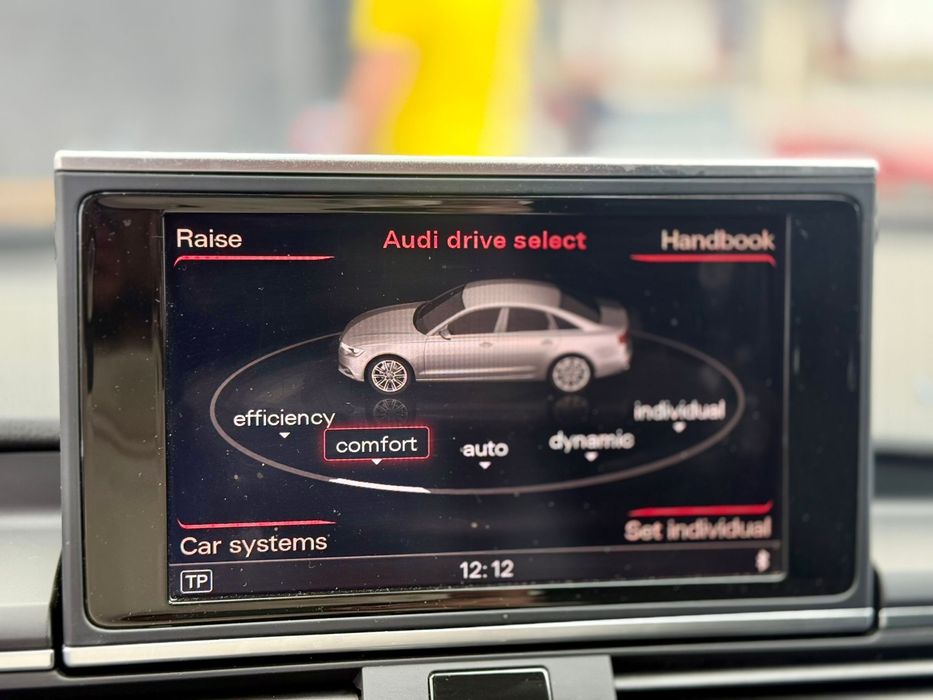 Raise
Audi drive select
Handbook
efficiency
comfort
auto
dynamic
individual
Car systems
Set individual
TP
12:12